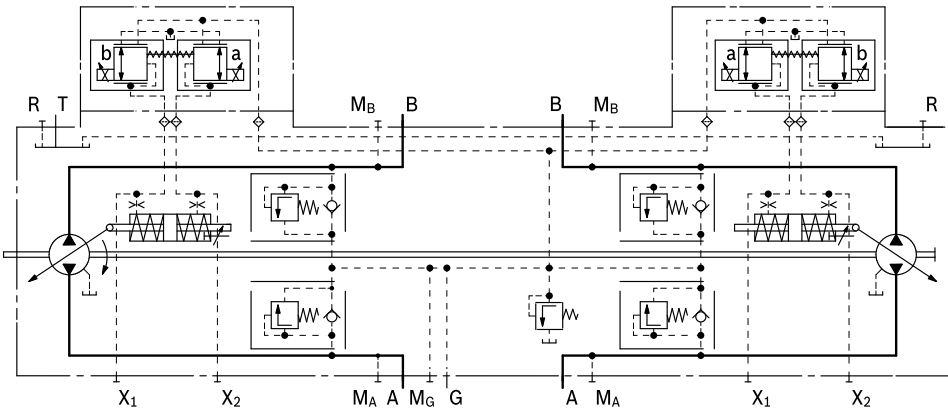 b a a b
R T M_B B B M_B R
X₁ X₂ M_A A M_G G A M_A X₁ X₂